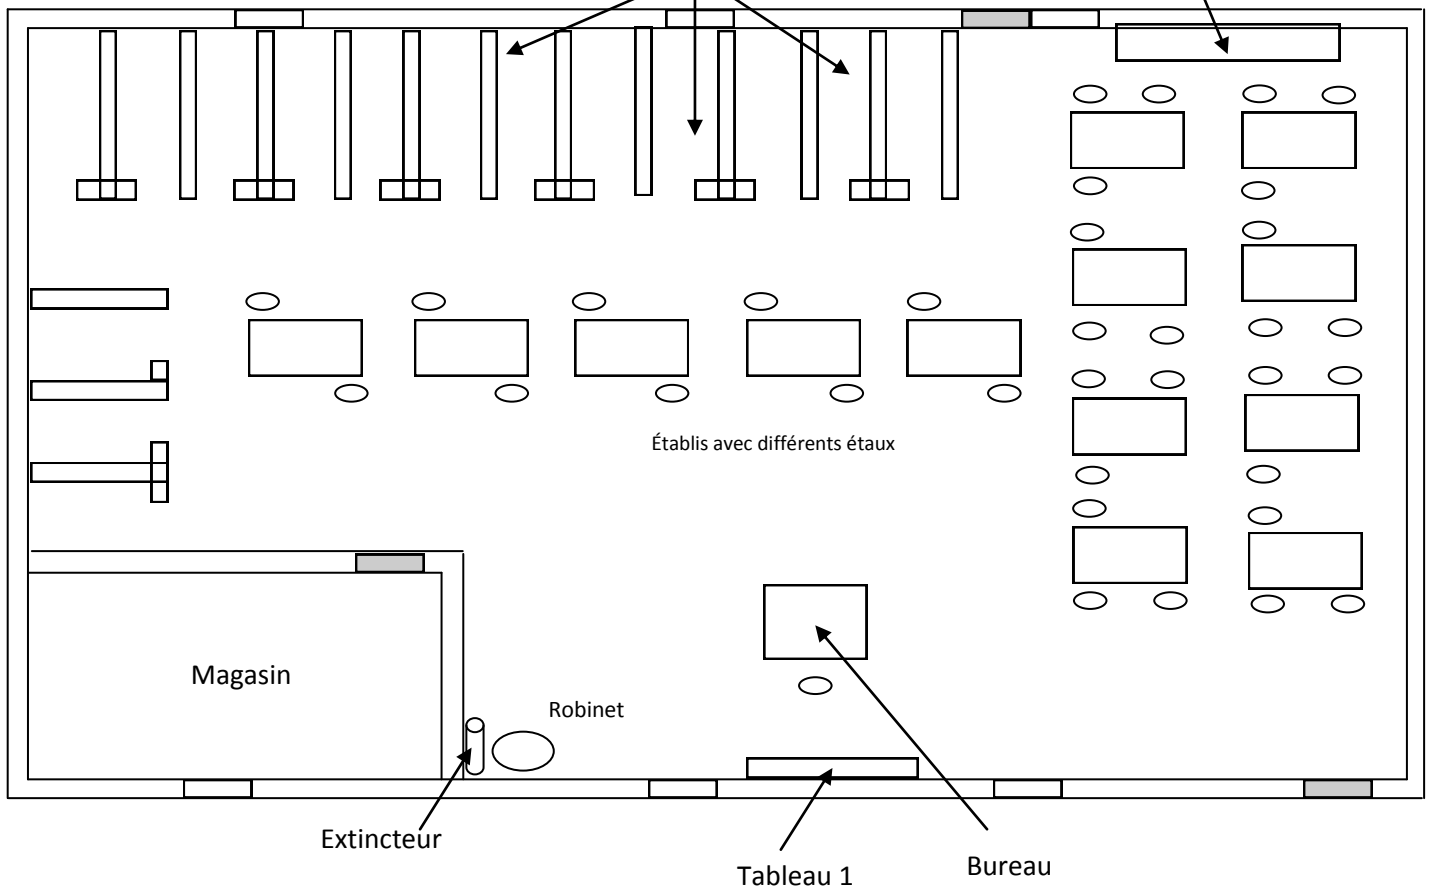 Établis avec différents étaux
Magasin
Robinet
Extincteur
Tableau 1
Bureau